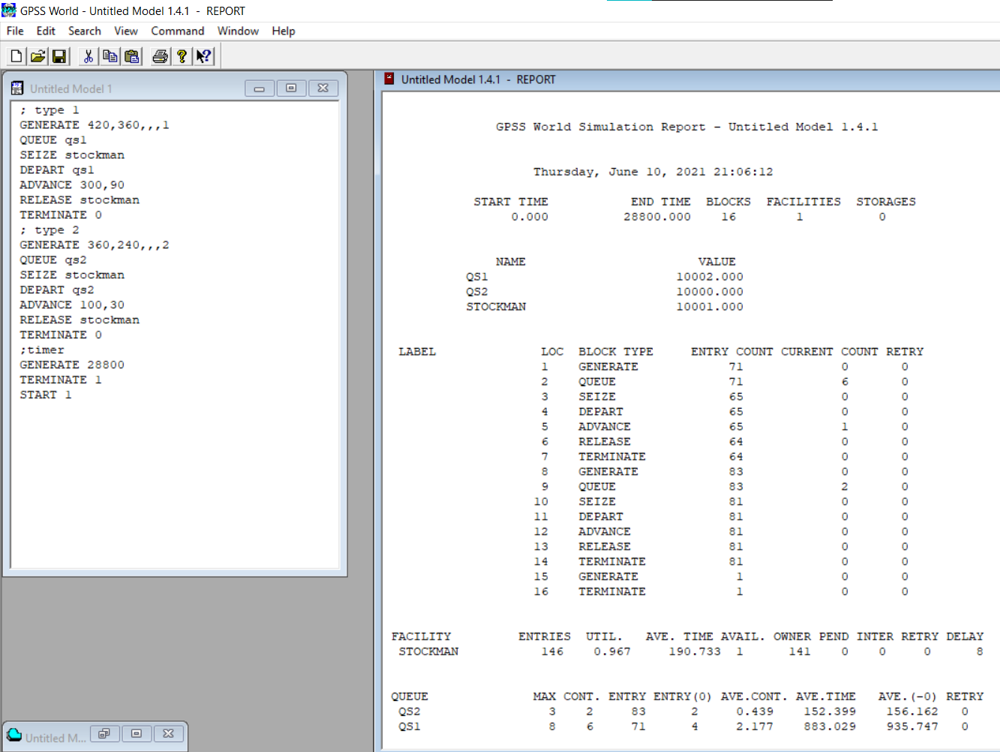 GPSS World - Untitled Model 1.4.1 - REPORT
File Edit Search View Command Window Help
Untitled Model 1
; type 1
GENERATE 420,360,,,1
QUEUE qs1
SEIZE stockman
DEPART qs1
ADVANCE 300,90
RELEASE stockman
TERMINATE 0
; type 2
GENERATE 360,240,,,2
QUEUE qs2
SEIZE stockman
DEPART qs2
ADVANCE 100,30
RELEASE stockman
TERMINATE 0
;timer
GENERATE 28800
TERMINATE 1
START 1
Untitled M...
Untitled Model 1.4.1 - REPORT
GPSS World Simulation Report - Untitled Model 1.4.1
Thursday, June 10, 2021 21:06:12
START TIME END TIME BLOCKS FACILITIES STORAGES
0.000 28800.000 16 1 0
NAME VALUE
QS1 10002.000
QS2 10000.000
STOCKMAN 10001.000
LABEL LOC BLOCK TYPE ENTRY COUNT CURRENT COUNT RETRY
1 GENERATE 71 0 0
2 QUEUE 71 6 0
3 SEIZE 65 0 0
4 DEPART 65 0 0
5 ADVANCE 65 1 0
6 RELEASE 64 0 0
7 TERMINATE 64 0 0
8 GENERATE 83 0 0
9 QUEUE 83 2 0
10 SEIZE 81 0 0
11 DEPART 81 0 0
12 ADVANCE 81 0 0
13 RELEASE 81 0 0
14 TERMINATE 81 0 0
15 GENERATE 1 0 0
16 TERMINATE 1 0 0
FACILITY ENTRIES UTIL. AVE. TIME AVAIL. OWNER PEND INTER RETRY DELAY
STOCKMAN 146 0.967 190.733 1 141 0 0 0 8
QUEUE MAX CONT. ENTRY ENTRY(0) AVE.CONT. AVE.TIME AVE.(-0) RETRY
QS2 3 2 83 2 0.439 152.399 156.162 0
QS1 8 6 71 4 2.177 883.029 935.747 0